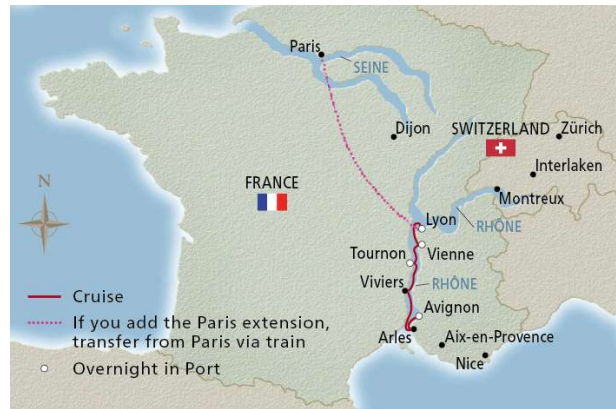 Paris
SEINE
Dijon
SWITZERLAND
Zürich
Interlaken
FRANCE
Montreux
N
Lyon
RHÔNE
Vienne
Tournon
Viviers
RHÔNE
Avignon
Arles
Aix-en-Provence
Nice
Cruise
If you add the Paris extension,
transfer from Paris via train
Overnight in Port